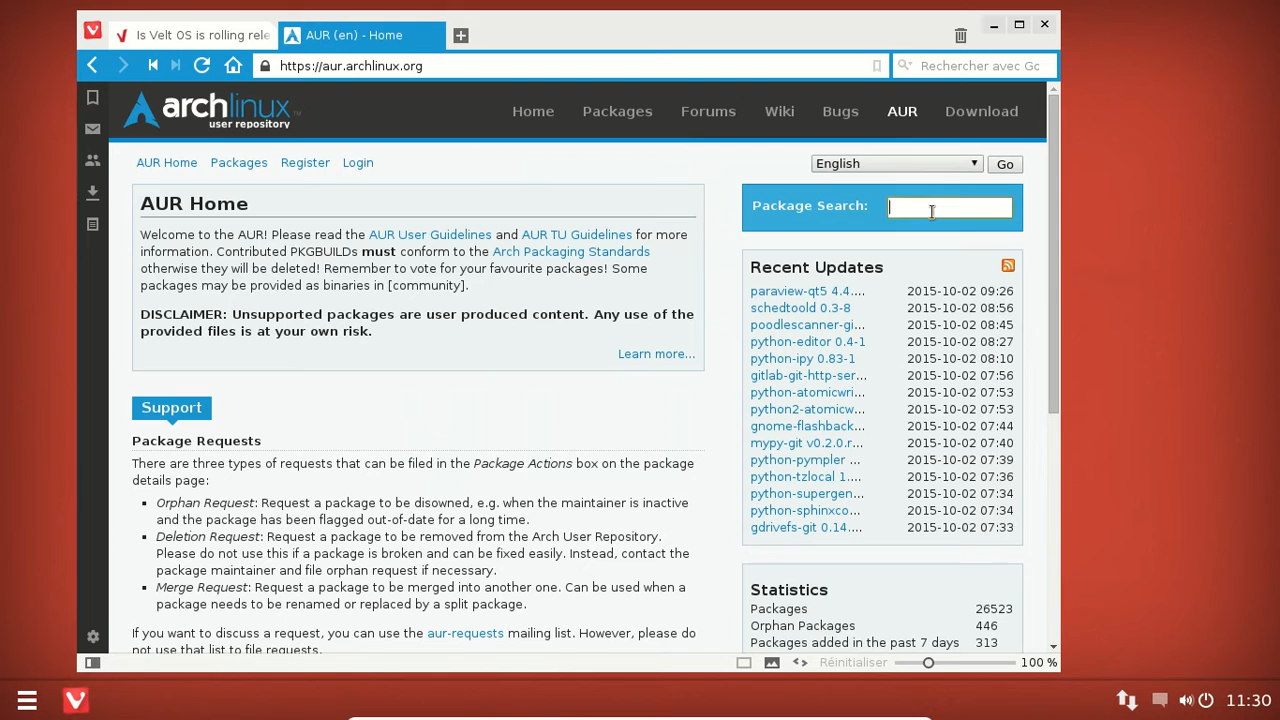 Is Velt OS is rolling rele
AUR (en) - Home
https://aur.archlinux.org
Rechercher avec Gc
archlinux
user repository
Home Packages Forums Wiki Bugs AUR Download
AUR Home Packages Register Login
English Go
AUR Home
Welcome to the AUR! Please read the AUR User Guidelines and AUR TU Guidelines for more
information. Contributed PKGBUILDs must conform to the Arch Packaging Standards
otherwise they will be deleted! Remember to vote for your favourite packages! Some
packages may be provided as binaries in [community].
DISCLAIMER: Unsupported packages are user produced content. Any use of the
provided files is at your own risk.
Learn more...
Support
Package Requests
There are three types of requests that can be filed in the Package Actions box on the package
details page:
Orphan Request: Request a package to be disowned, e.g. when the maintainer is inactive
and the package has been flagged out-of-date for a long time.
Deletion Request: Request a package to be removed from the Arch User Repository.
Please do not use this if a package is broken and can be fixed easily. Instead, contact the
package maintainer and file orphan request if necessary.
Merge Request: Request a package to be merged into another one. Can be used when a
package needs to be renamed or replaced by a split package.
If you want to discuss a request, you can use the aur-requests mailing list. However, please do
not use that list to file requests.
Package Search:
Recent Updates
paraview-qt5 4.4.... 2015-10-02 09:26
schedtoold 0.3-8 2015-10-02 08:56
poodlescanner-gi... 2015-10-02 08:45
python-editor 0.4-1 2015-10-02 08:27
python-ipy 0.83-1 2015-10-02 08:10
gitlab-git-http-ser... 2015-10-02 07:56
python-atomicwri... 2015-10-02 07:53
python2-atomicw... 2015-10-02 07:53
gnome-flashback... 2015-10-02 07:44
mypy-git v0.2.0.r... 2015-10-02 07:40
python-pympler ... 2015-10-02 07:39
python-tzlocal 1.... 2015-10-02 07:36
python-supergen... 2015-10-02 07:34
python-sphinxco... 2015-10-02 07:34
gdrivefs-git 0.14.... 2015-10-02 07:33
Statistics
Packages 26523
Orphan Packages 446
Packages added in the past 7 days 313
Réinitialiser 100 %
11:30